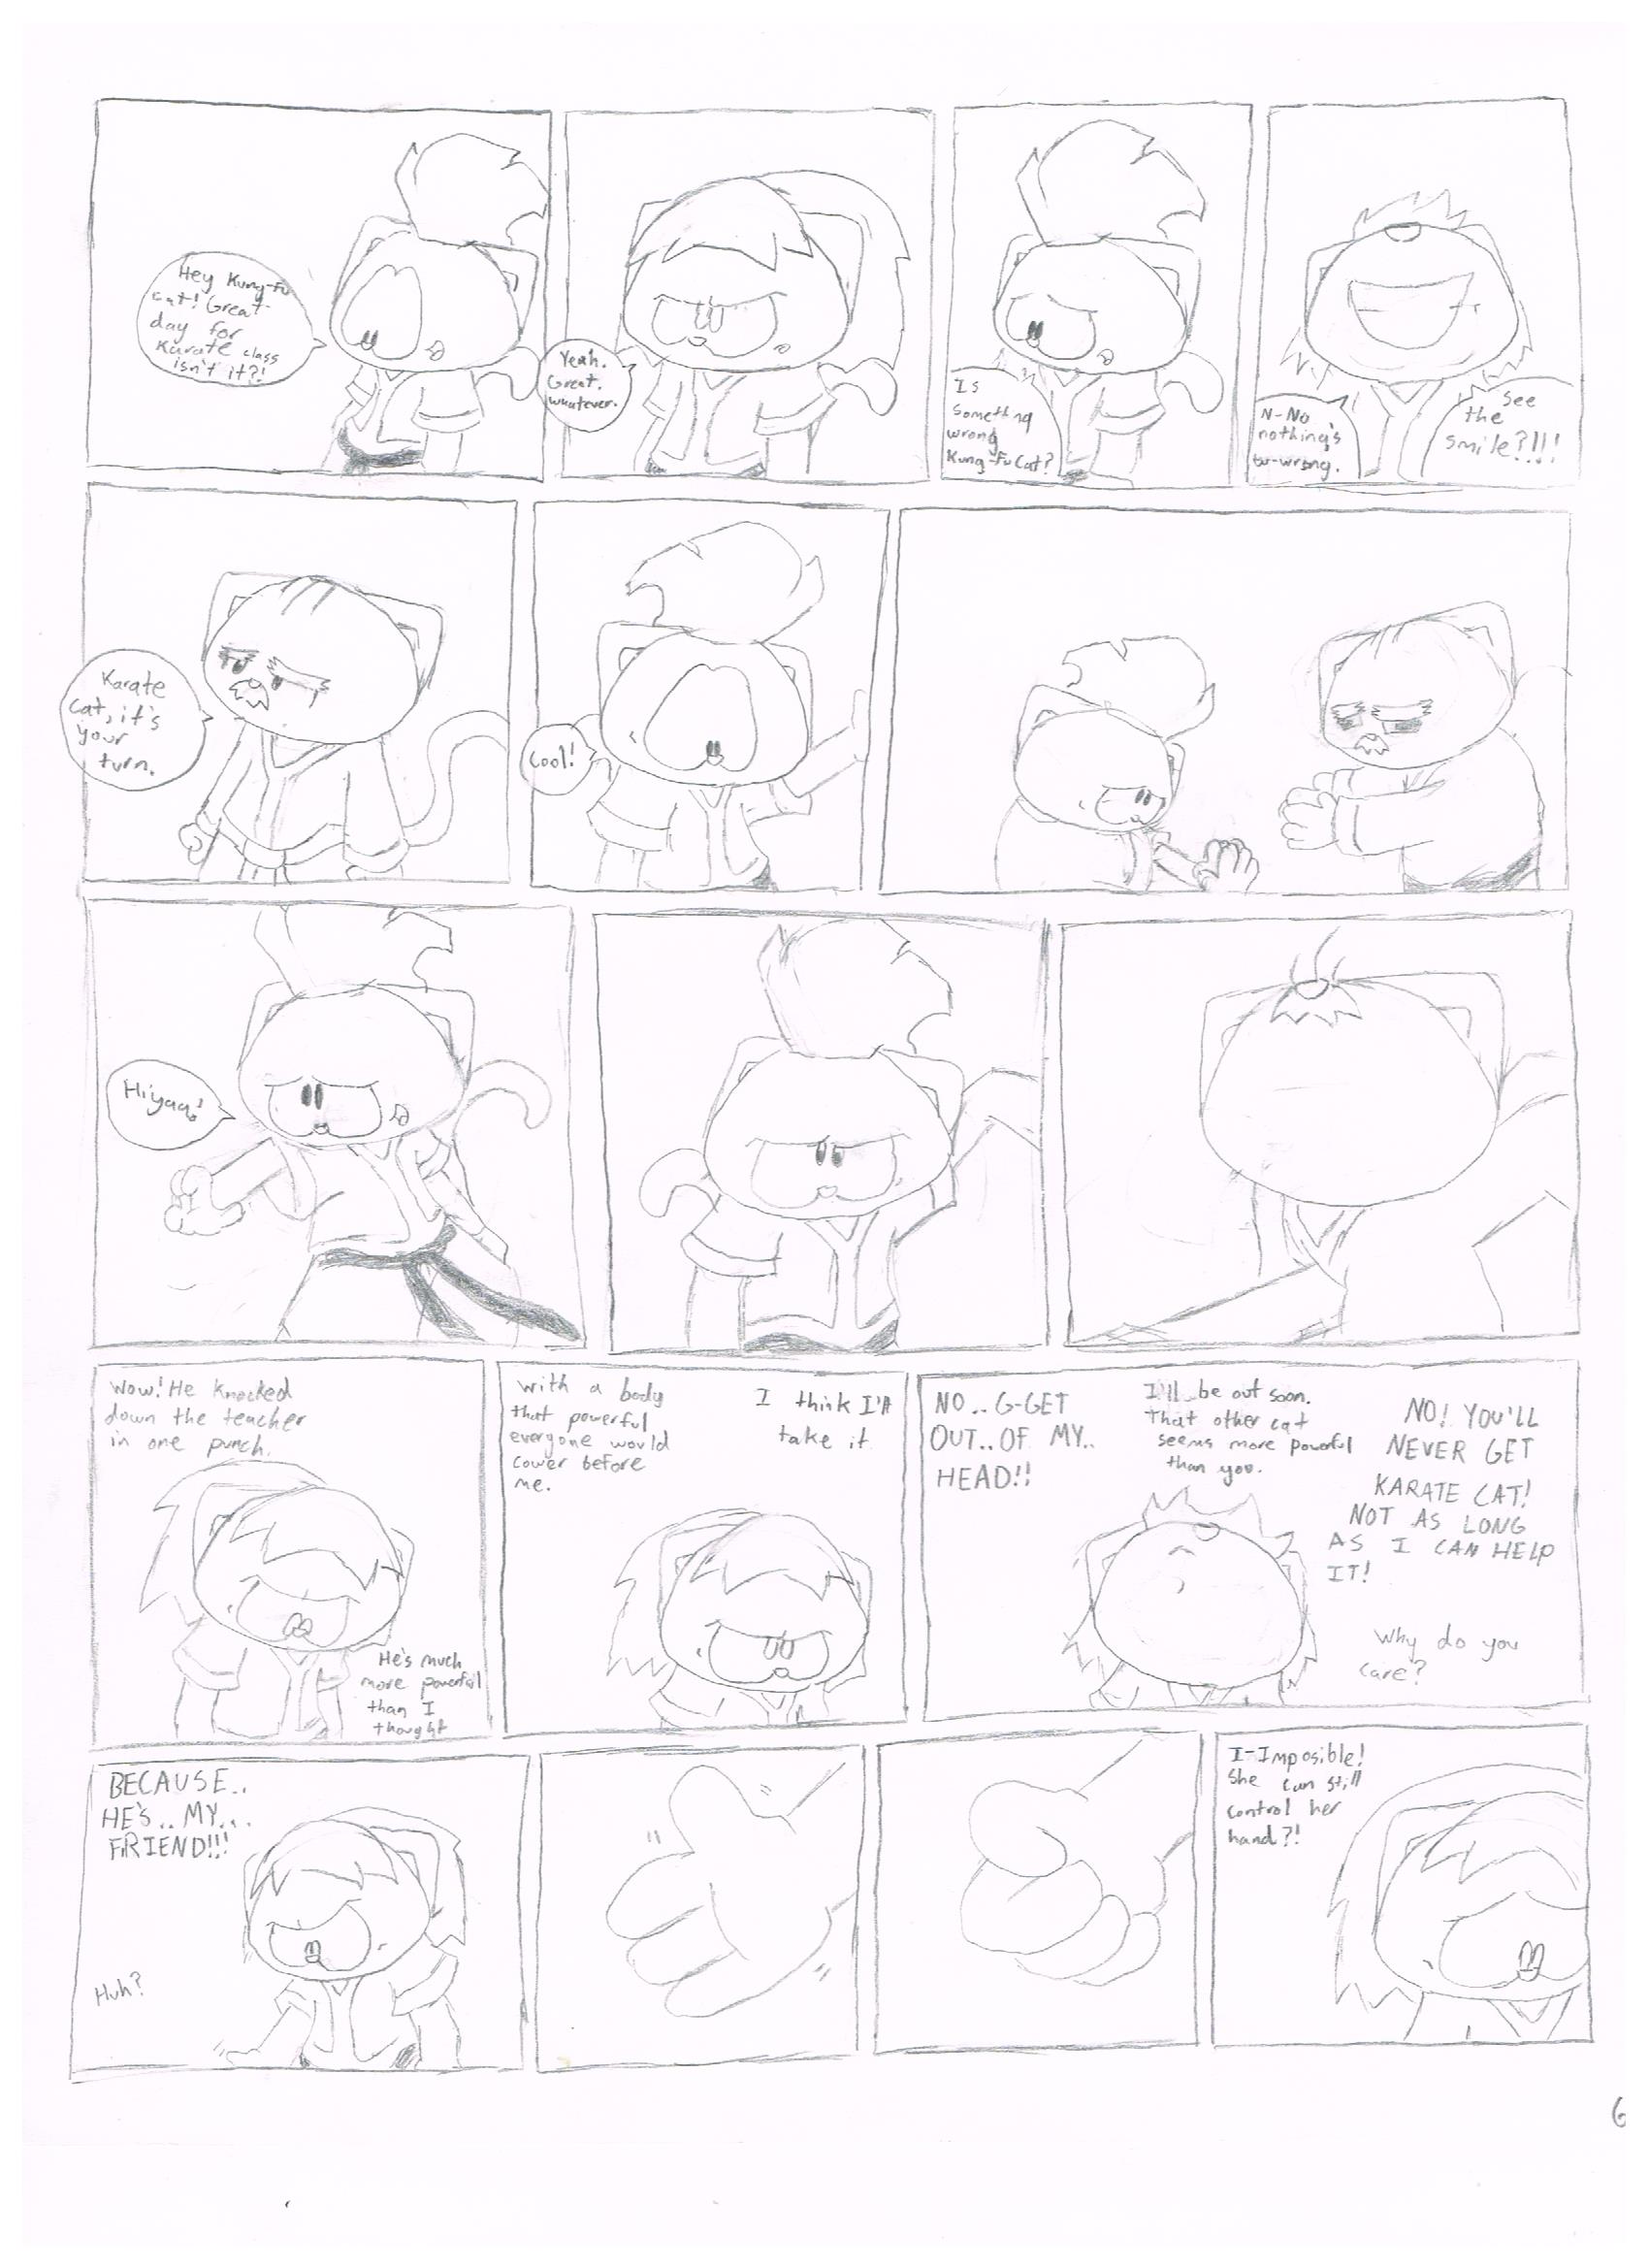 Hey Kung-Fu
cat! Great
day for
Karate class
isn't it?!
Yeah.
Great.
whatever.
Is
something
wrong
Kung-Fu Cat?
N-No
nothing's
w-wrong.
See
the
smile?!!!
Karate
cat, it's
your
turn.
Cool!
Hiyaa!
Wow! He knocked
down the teacher
in one punch.
He's much
more powerful
than I
thought
with a body
that powerful
everyone would
cower before
me.
I think I'll
take it
NO.. G-GET
OUT.. OF MY..
HEAD!!
I'll be out soon.
That other cat
seems more powerful
than you.
NO! YOU'LL
NEVER GET
KARATE CAT!
NOT AS LONG
AS I CAN HELP
IT!
Why do you
care?
BECAUSE..
HE'S.. MY...
FRIEND!!!
Huh?
I-Imposible!
She can still
control her
hand?!
6